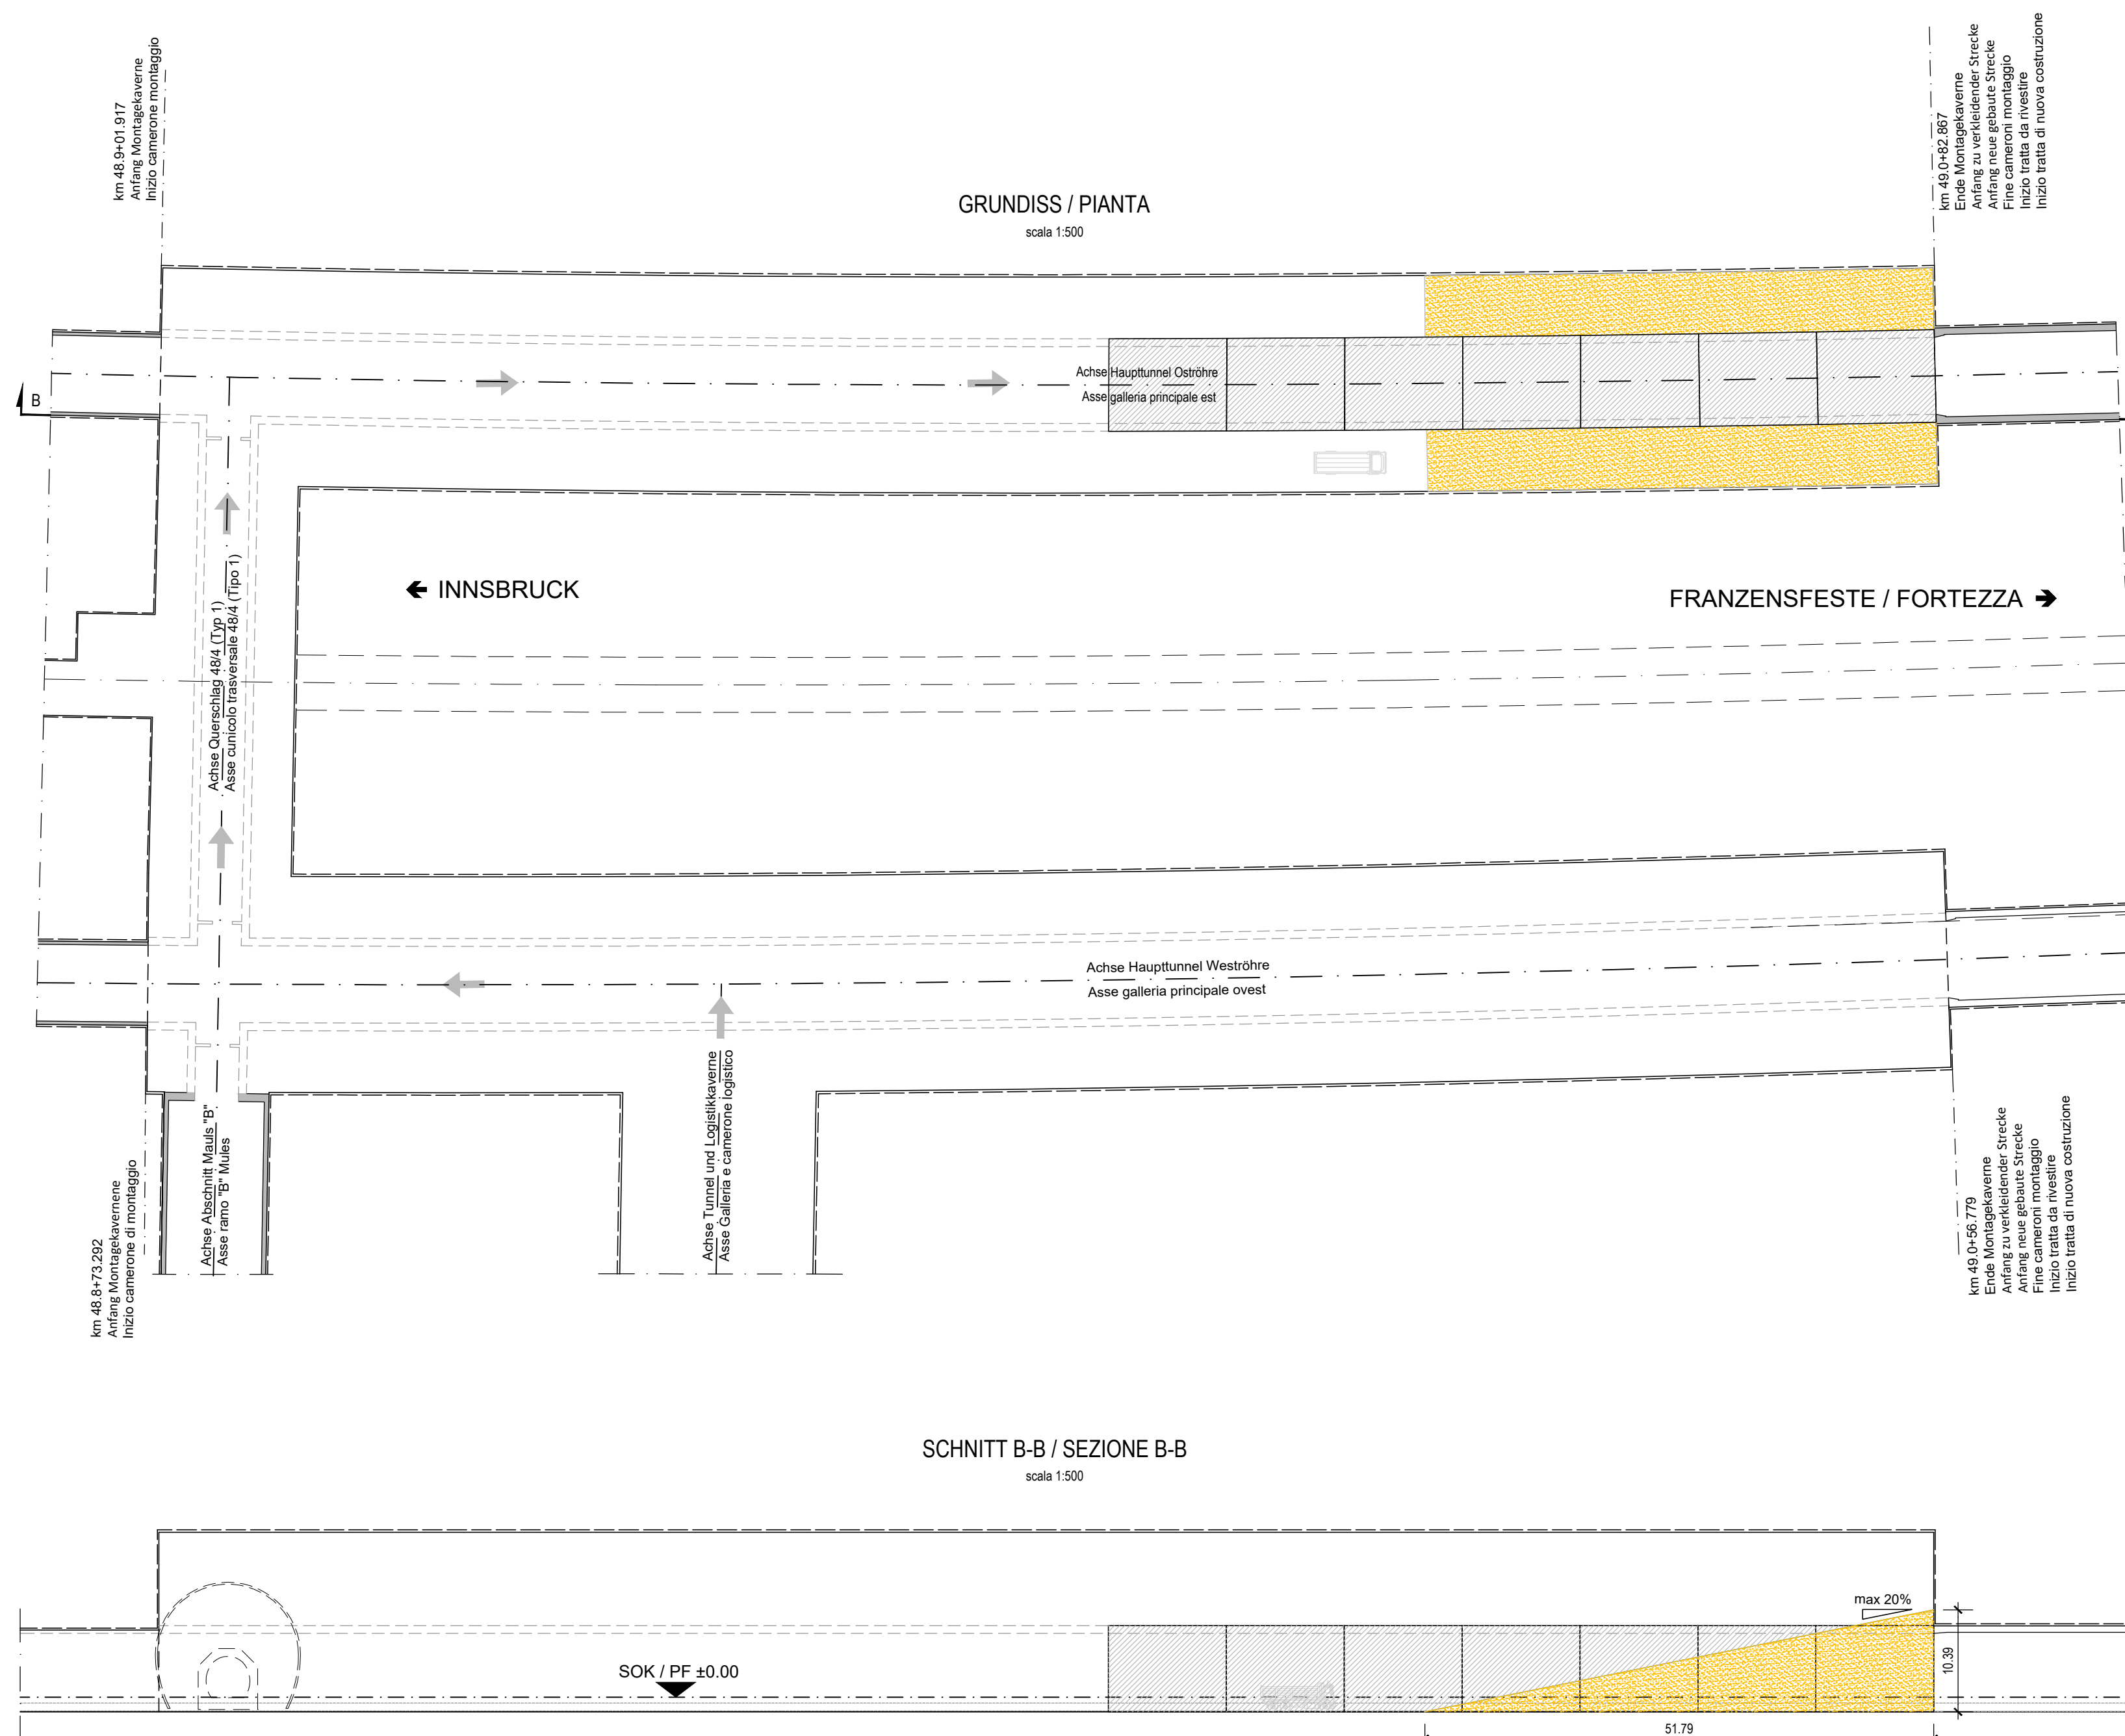 km 48.9+01.917
Anfang Montagekaverne
Inizio camerone montaggio
km 49.0+82.867
Ende Montagekaverne
Anfang zu verkleidender Strecke
Anfang neue gebaute Strecke
Fine cameroni montaggio
Inizio tratta da rivestire
Inizio tratta di nuova costruzione
GRUNDISS / PIANTA
scala 1:500
Achse Haupttunnel Oströhre
Asse galleria principale est
B
INNSBRUCK
FRANZENSFESTE / FORTEZZA
Achse Querschlag 48/4 (Typ 1)
Asse cunicolo trasversale 48/4 (Tipo 1)
Achse Haupttunnel Weströhre
Asse galleria principale ovest
km 48.8+73.292
Anfang Montagekaverne
Inizio camerone di montaggio
Achse Abschnitt Mauls "B"
Asse ramo "B" Mules
Achse Tunnel und Logistikkaverne
Asse Galleria e camerone logistico
km 49.0+56.779
Ende Montagekaverne
Anfang zu verkleidender Strecke
Anfang neue gebaute Strecke
Fine cameroni montaggio
Inizio tratta da rivestire
Inizio tratta di nuova costruzione
SCHNITT B-B / SEZIONE B-B
scala 1:500
max 20%
SOK / PF ±0.00
10.39
51.79